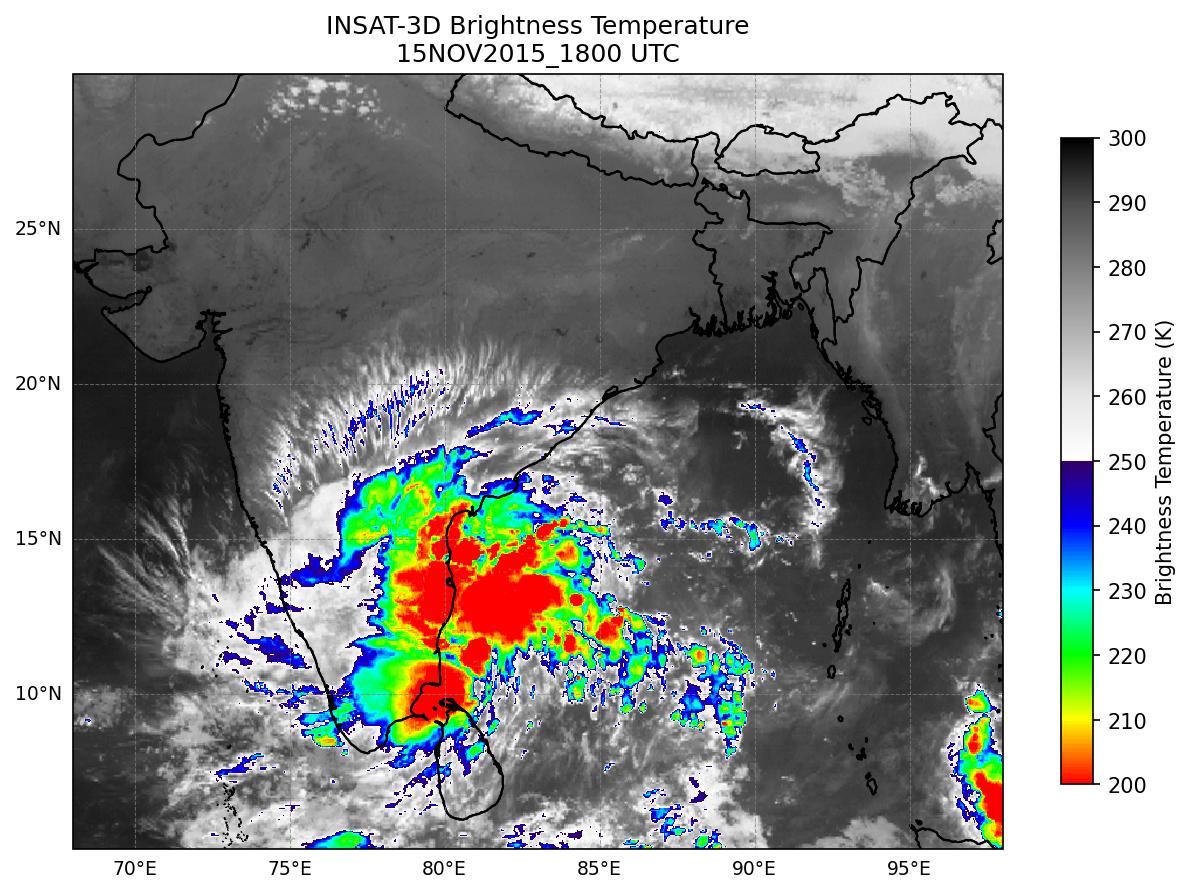 INSAT-3D Brightness Temperature
15NOV2015_1800 UTC
25°N
20°N
15°N
10°N
70°E
75°E
80°E
85°E
90°E
95°E
300
290
280
270
260
250
240
230
220
210
200
Brightness Temperature (K)